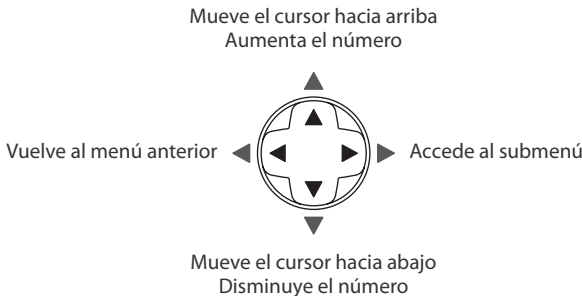 Mueve el cursor hacia arriba
Aumenta el número
Vuelve al menú anterior
Accede al submenú
Mueve el cursor hacia abajo
Disminuye el número